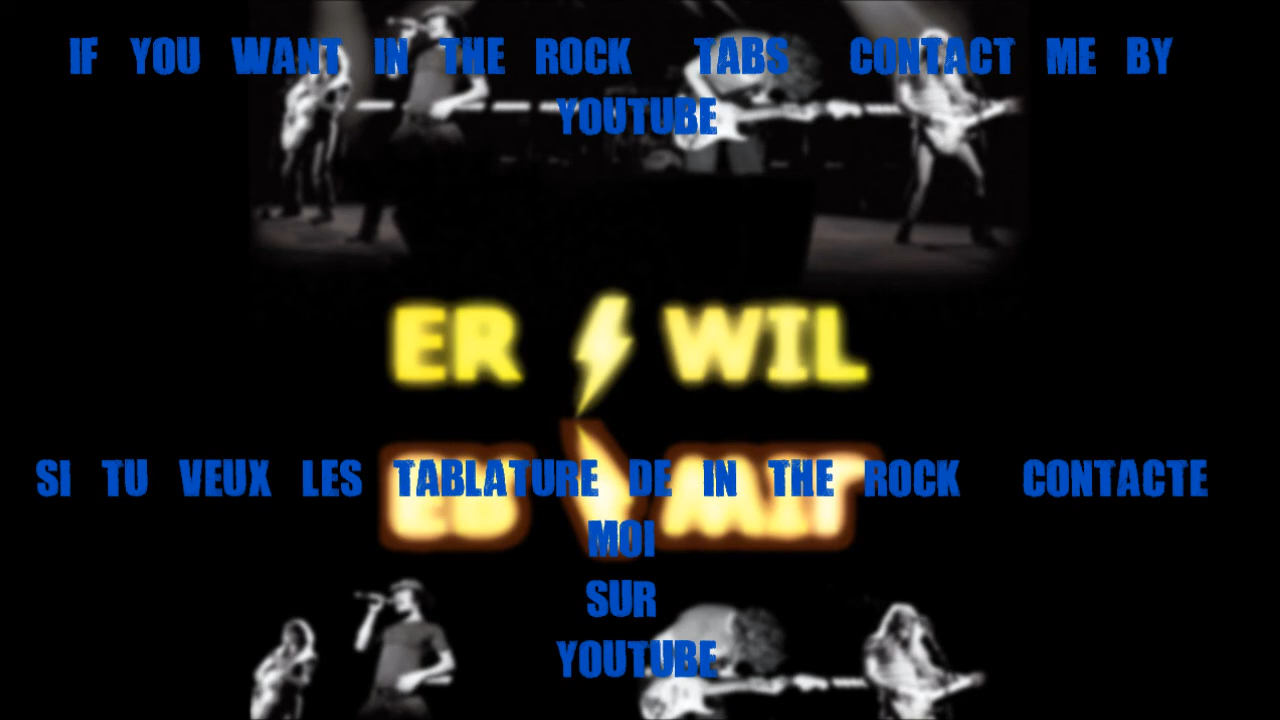 IF YOU WANT IN THE ROCK TABS CONTACT ME BY
YOUTUBE
ER WIL
SI TU VEUX LES TABLATURE DE IN THE ROCK CONTACTE
MOI
SUR
YOUTUBE